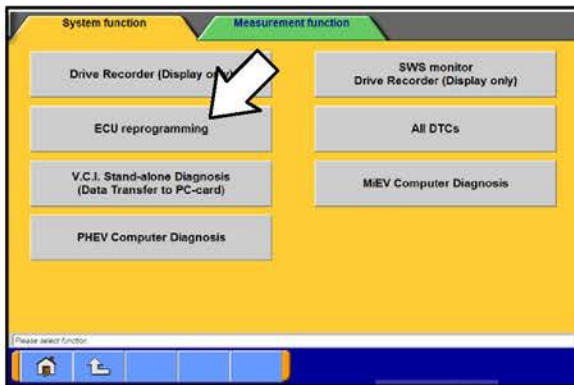 System function
Measurement function
Drive Recorder (Display only)
SWS monitor
Drive Recorder (Display only)
ECU reprogramming
All DTCs
V.C.I. Stand-alone Diagnosis
(Data Transfer to PC-card)
MiEV Computer Diagnosis
PHEV Computer Diagnosis
Please select function.